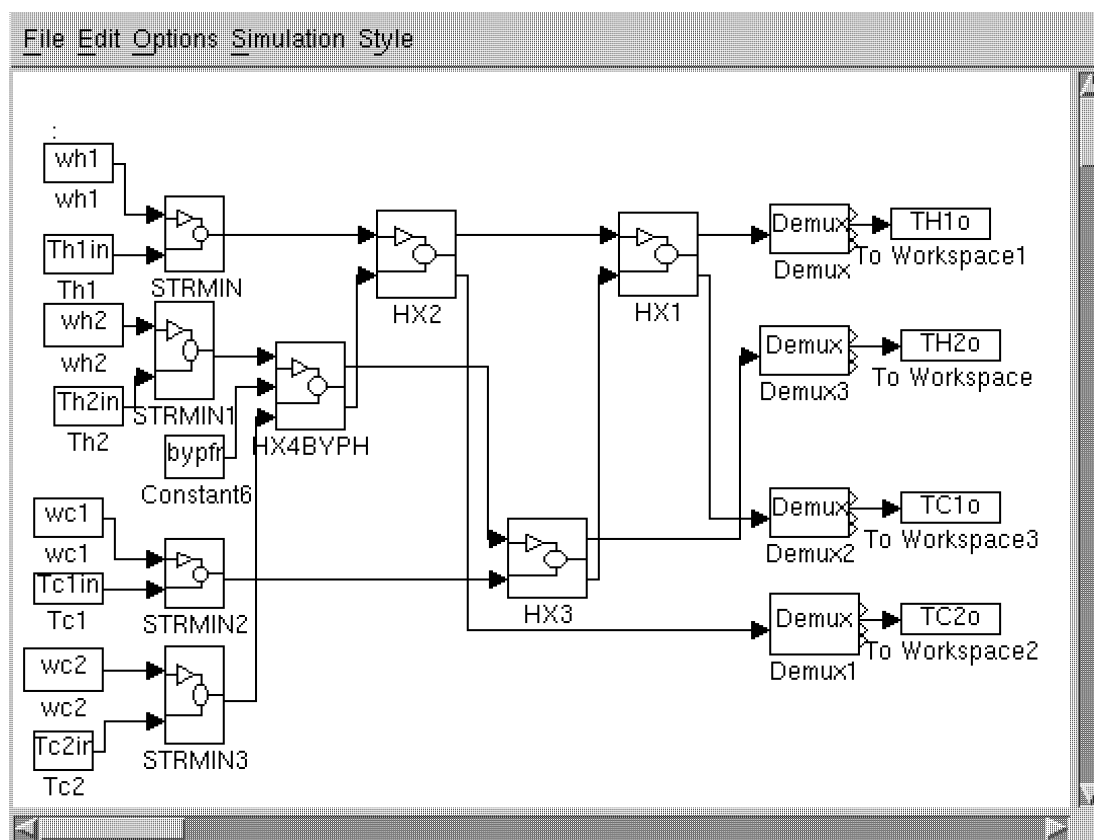 File Edit Options Simulation Style
:
wh1
wh1
Th1in
Th1
STRMIN
wh2
wh2
Th2in
Th2
STRMIN1
HX4BYPH
bypfr
Constant6
HX2
HX1
wc1
wc1
Tc1in
Tc1
STRMIN2
HX3
wc2
wc2
Tc2in
Tc2
STRMIN3
Demux
Demux
TH1o
To Workspace1
Demux
Demux3
TH2o
To Workspace
Demux
Demux2
TC1o
To Workspace3
Demux
Demux1
TC2o
To Workspace2